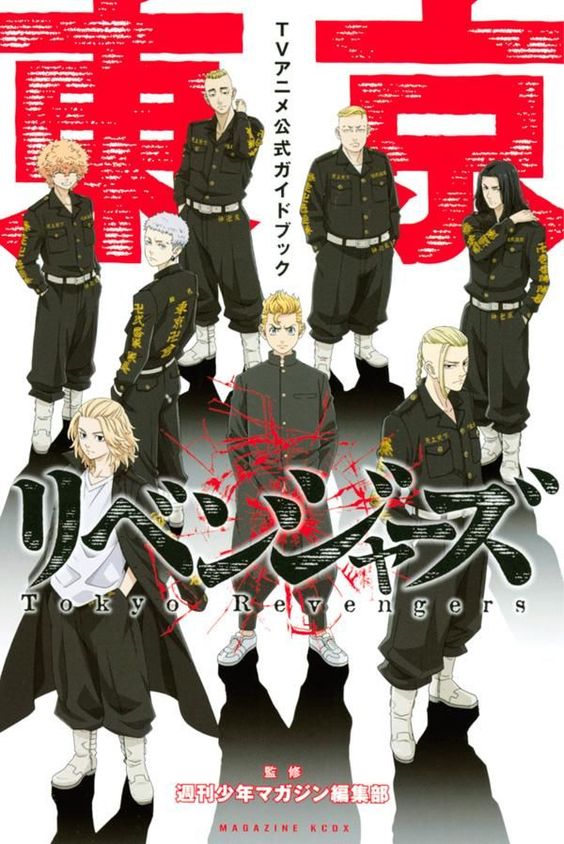 東京
TVアニメ公式ガイドブック
リベンジャーズ
Tokyo Revengers
監修
週刊少年マガジン編集部
MAGAZINE KCDX